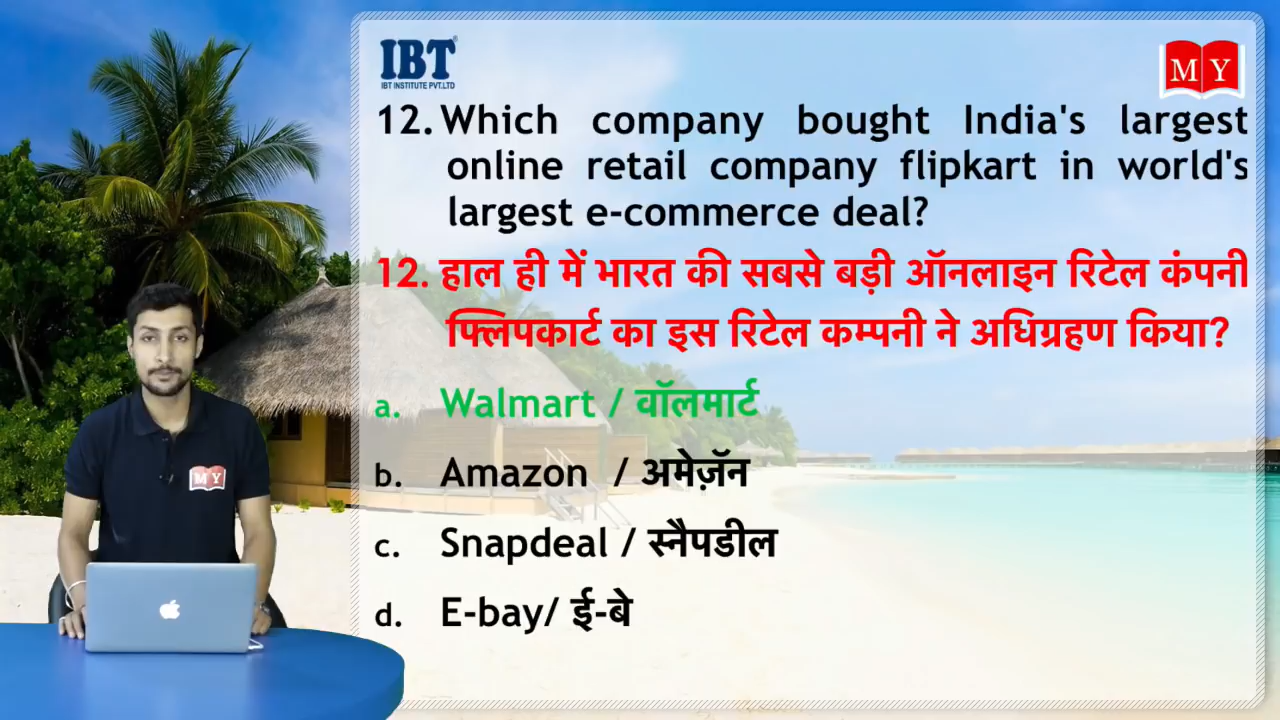 IBT®
IBT INSTITUTE PVT.LTD
MY
12. Which company bought India's largest
online retail company flipkart in world's
largest e-commerce deal?
12. हाल ही में भारत की सबसे बड़ी ऑनलाइन रिटेल कंपनी
फ्लिपकार्ट का इस रिटेल कम्पनी ने अधिग्रहण किया?
a. Walmart / वॉलमार्ट
b. Amazon / अमेज़ॅन
c. Snapdeal / स्नैपडील
d. E-bay/ ई-बे
MY